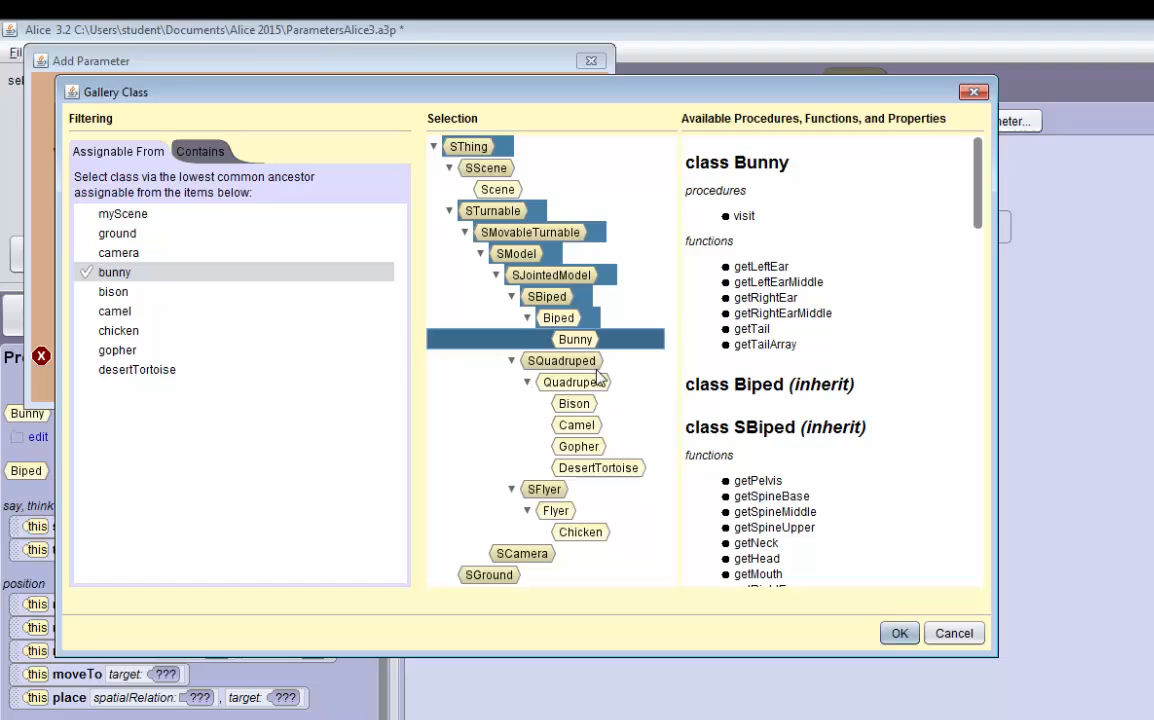 Alice 3.2 C:\Users\student\Documents\Alice 2015\ParametersAlice3.a3p *
Add Parameter
Gallery Class
Filtering
Assignable From
Contains
Select class via the lowest common ancestor
assignable from the items below:
myScene
ground
camera
bunny
bison
camel
chicken
gopher
desertTortoise
Selection
SThing
SScene
Scene
STurnable
SMovableTurnable
SModel
SJointedModel
SBiped
Biped
Bunny
SQuadruped
Bison
Camel
Gopher
DesertTortoise
SFlyer
Flyer
Chicken
SCamera
SGround
Available Procedures, Functions, and Properties
class Bunny
procedures
visit
functions
getLeftEar
getLeftEarMiddle
getRightEar
getRightEarMiddle
getTail
getTailArray
class Biped (inherit)
class SBiped (inherit)
functions
getPelvis
getSpineBase
getSpineMiddle
getSpineUpper
getNeck
getHead
getMouth
OK
Cancel
Bunny
edit
Biped
say, think
this
this
position
this
this
this
this moveTo target: ???
this place spatialRelation: ??? , target: ???